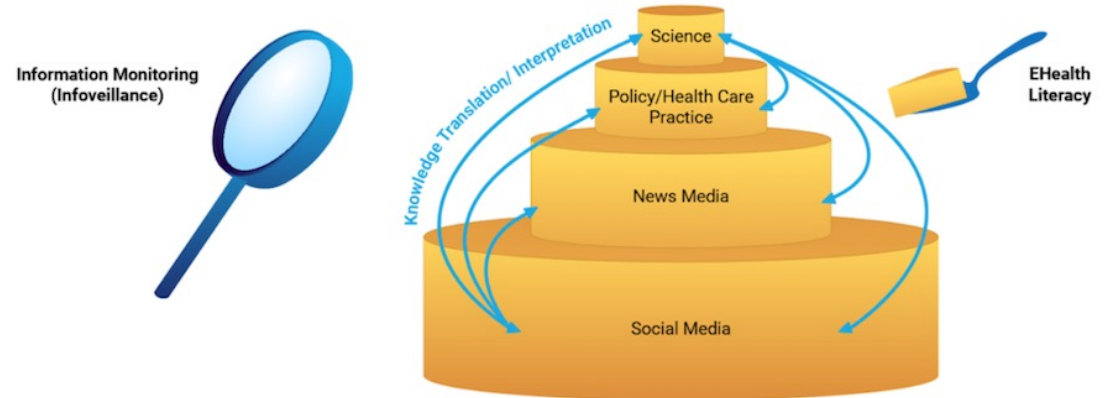 Information Monitoring
(Infoveillance)
Knowledge Translation/ Interpretation
Science
Policy/Health Care
Practice
News Media
Social Media
EHealth
Literacy